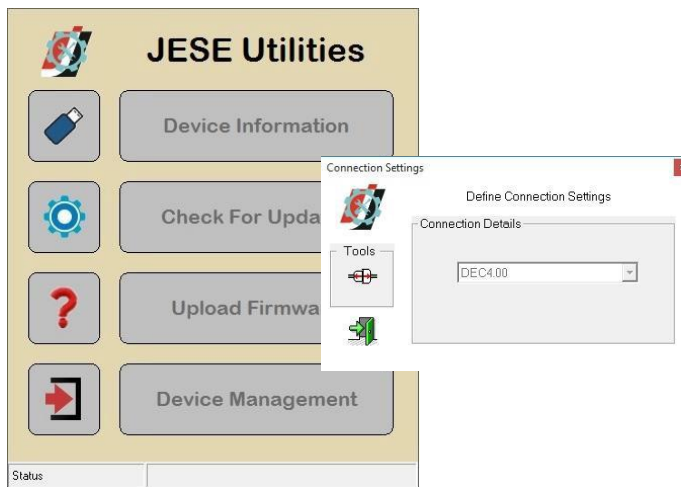 JESE Utilities
Device Information
Check For Upda
Upload Firmwa
Device Management
Status
Connection Settings
Define Connection Settings
Connection Details
Tools
DEC4.00